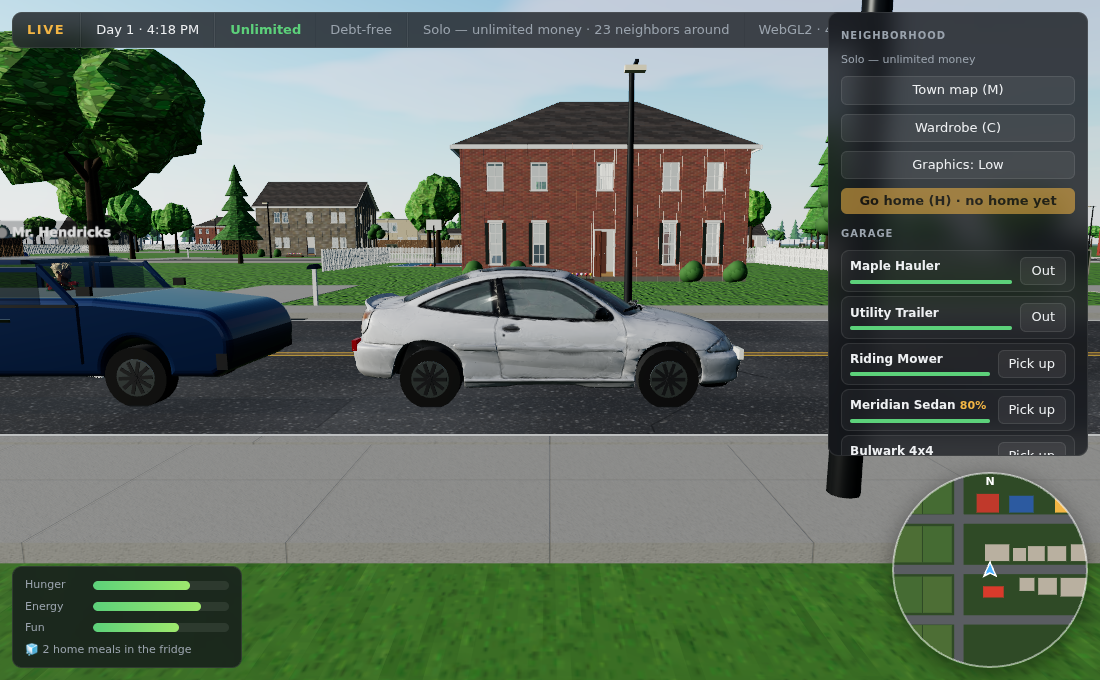 LIVE
Day 1 · 4:18 PM
Unlimited
Debt-free
Solo — unlimited money · 23 neighbors around
WebGL2 ·
NEIGHBORHOOD
Solo — unlimited money
Town map (M)
Wardrobe (C)
Graphics: Low
Go home (H) · no home yet
GARAGE
Maple Hauler
Out
Utility Trailer
Out
Riding Mower
Pick up
Meridian Sedan 80%
Pick up
Bulwark 4x4
Pick up
Mr. Hendricks
N
Hunger
Energy
Fun
2 home meals in the fridge